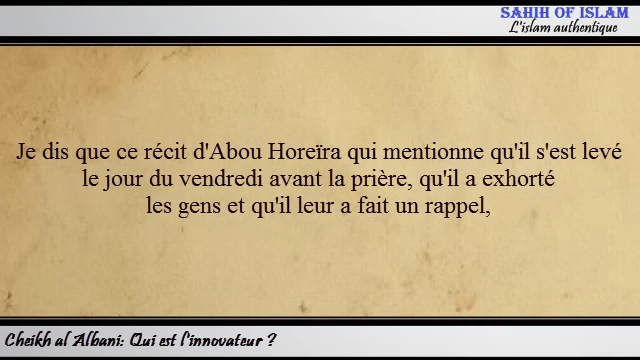 SAHIH OF ISLAM
L'islam authentique
Je dis que ce récit d'Abou Horeïra qui mentionne qu'il s'est levé
le jour du vendredi avant la prière, qu'il a exhorté
les gens et qu'il leur a fait un rappel,
Cheikh al Albani: Qui est l'innovateur ?